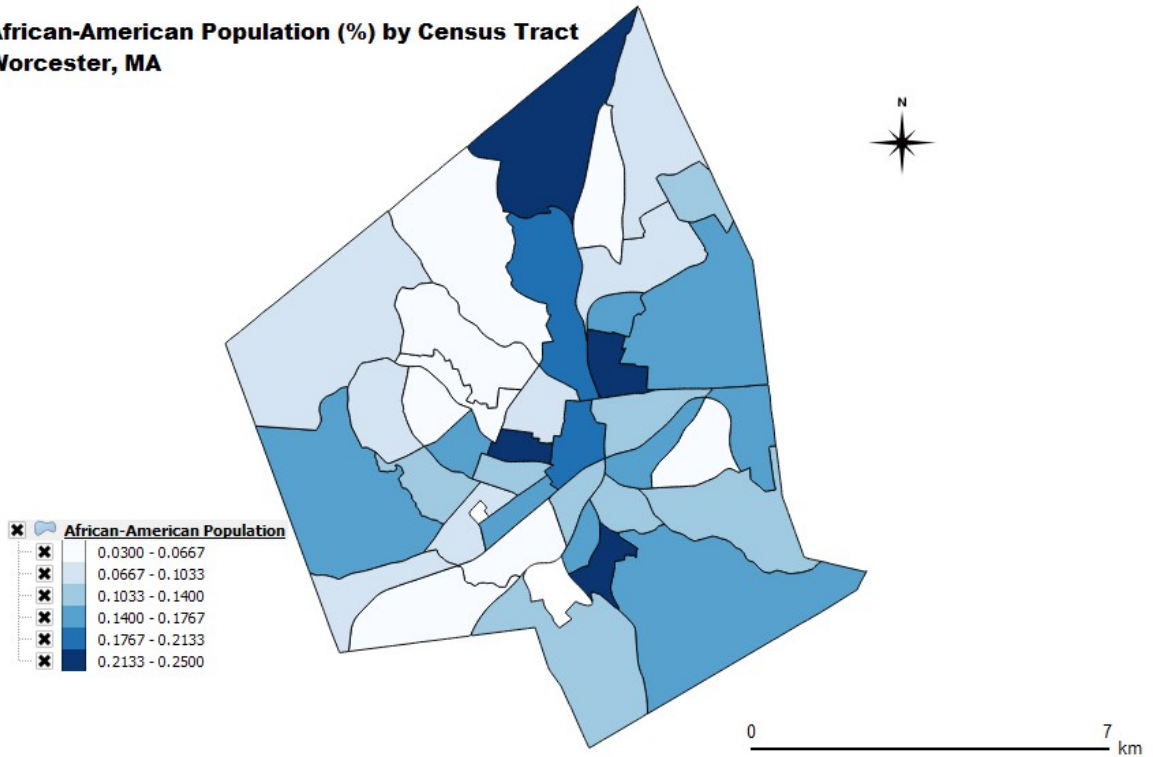 African-American Population (%) by Census Tract
Worcester, MA
N
African-American Population
0.0300 - 0.0667
0.0667 - 0.1033
0.1033 - 0.1400
0.1400 - 0.1767
0.1767 - 0.2133
0.2133 - 0.2500
0 7
km